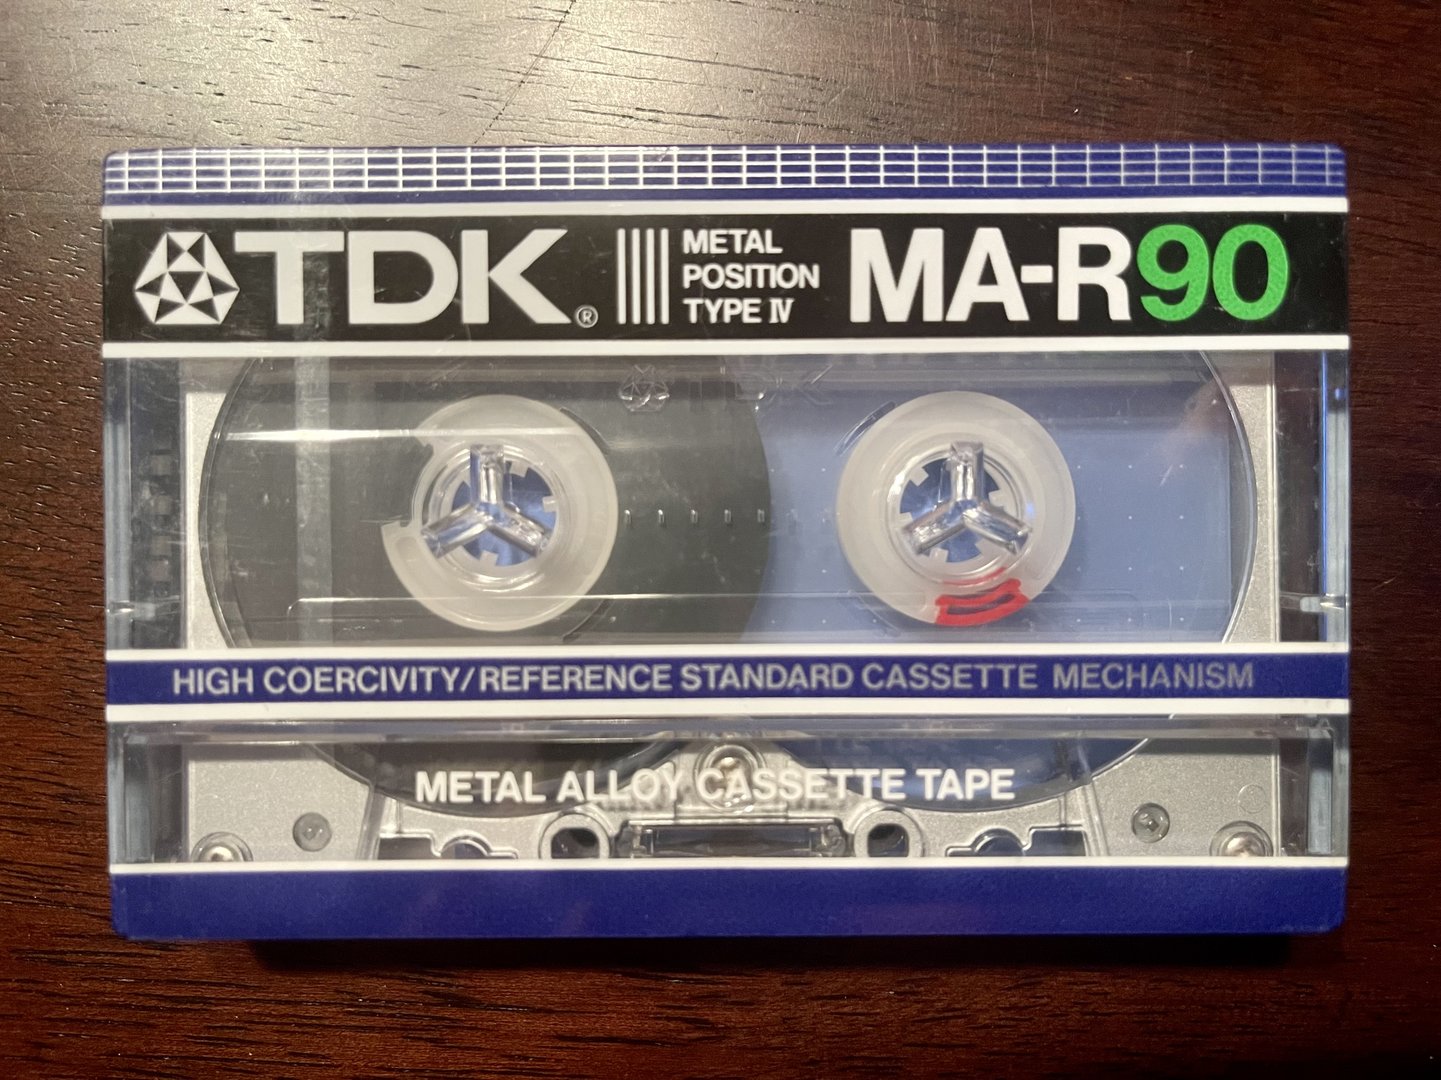 TDK®
METAL
POSITION
TYPE IV
MA-R90
HIGH COERCIVITY/REFERENCE STANDARD CASSETTE MECHANISM
METAL ALLOY CASSETTE TAPE